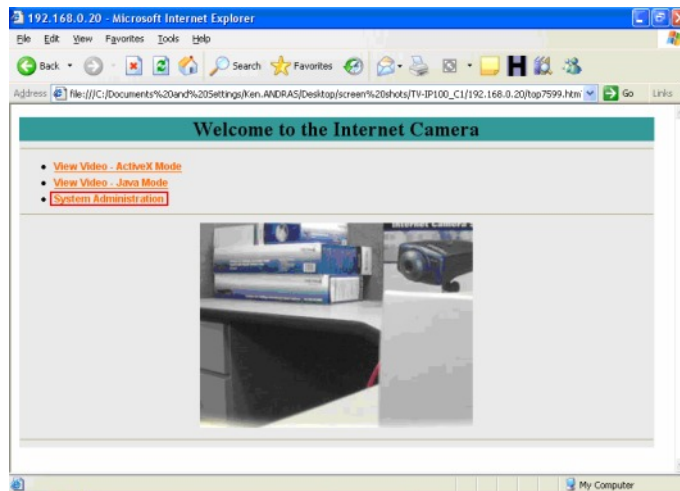 192.168.0.20 - Microsoft Internet Explorer
File Edit View Favorites Tools Help
Back Search Favorites
Address file:///C:/Documents%20and%20Settings/Ken.ANDRAS/Desktop/screen%20shots/TV-IP100_C1/192.168.0.20/top7599.htm Go Links
Welcome to the Internet Camera
View Video - ActiveX Mode
View Video - Java Mode
System Administration
Internet Camera
My Computer